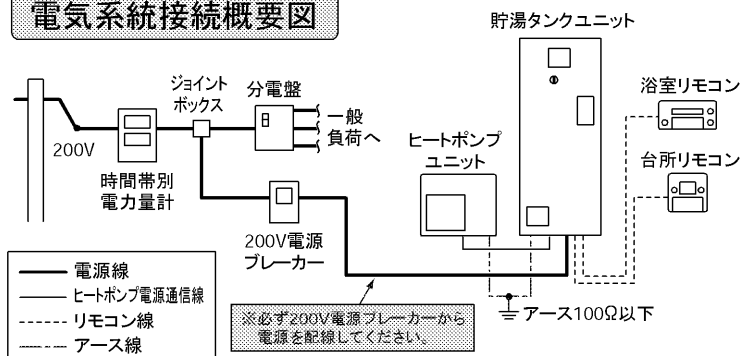 電気系統接続概要図
貯湯タンクユニット
ジョイント
ボックス
分電盤
一般
負荷へ
200V
時間帯別
電力量計
200V電源
ブレーカー
ヒートポンプ
ユニット
浴室リモコン
台所リモコン
電源線
ヒートポンプ電源通信線
リモコン線
アース線
※必ず200V電源ブレーカーから
電源を配線してください。
アース100Ω以下